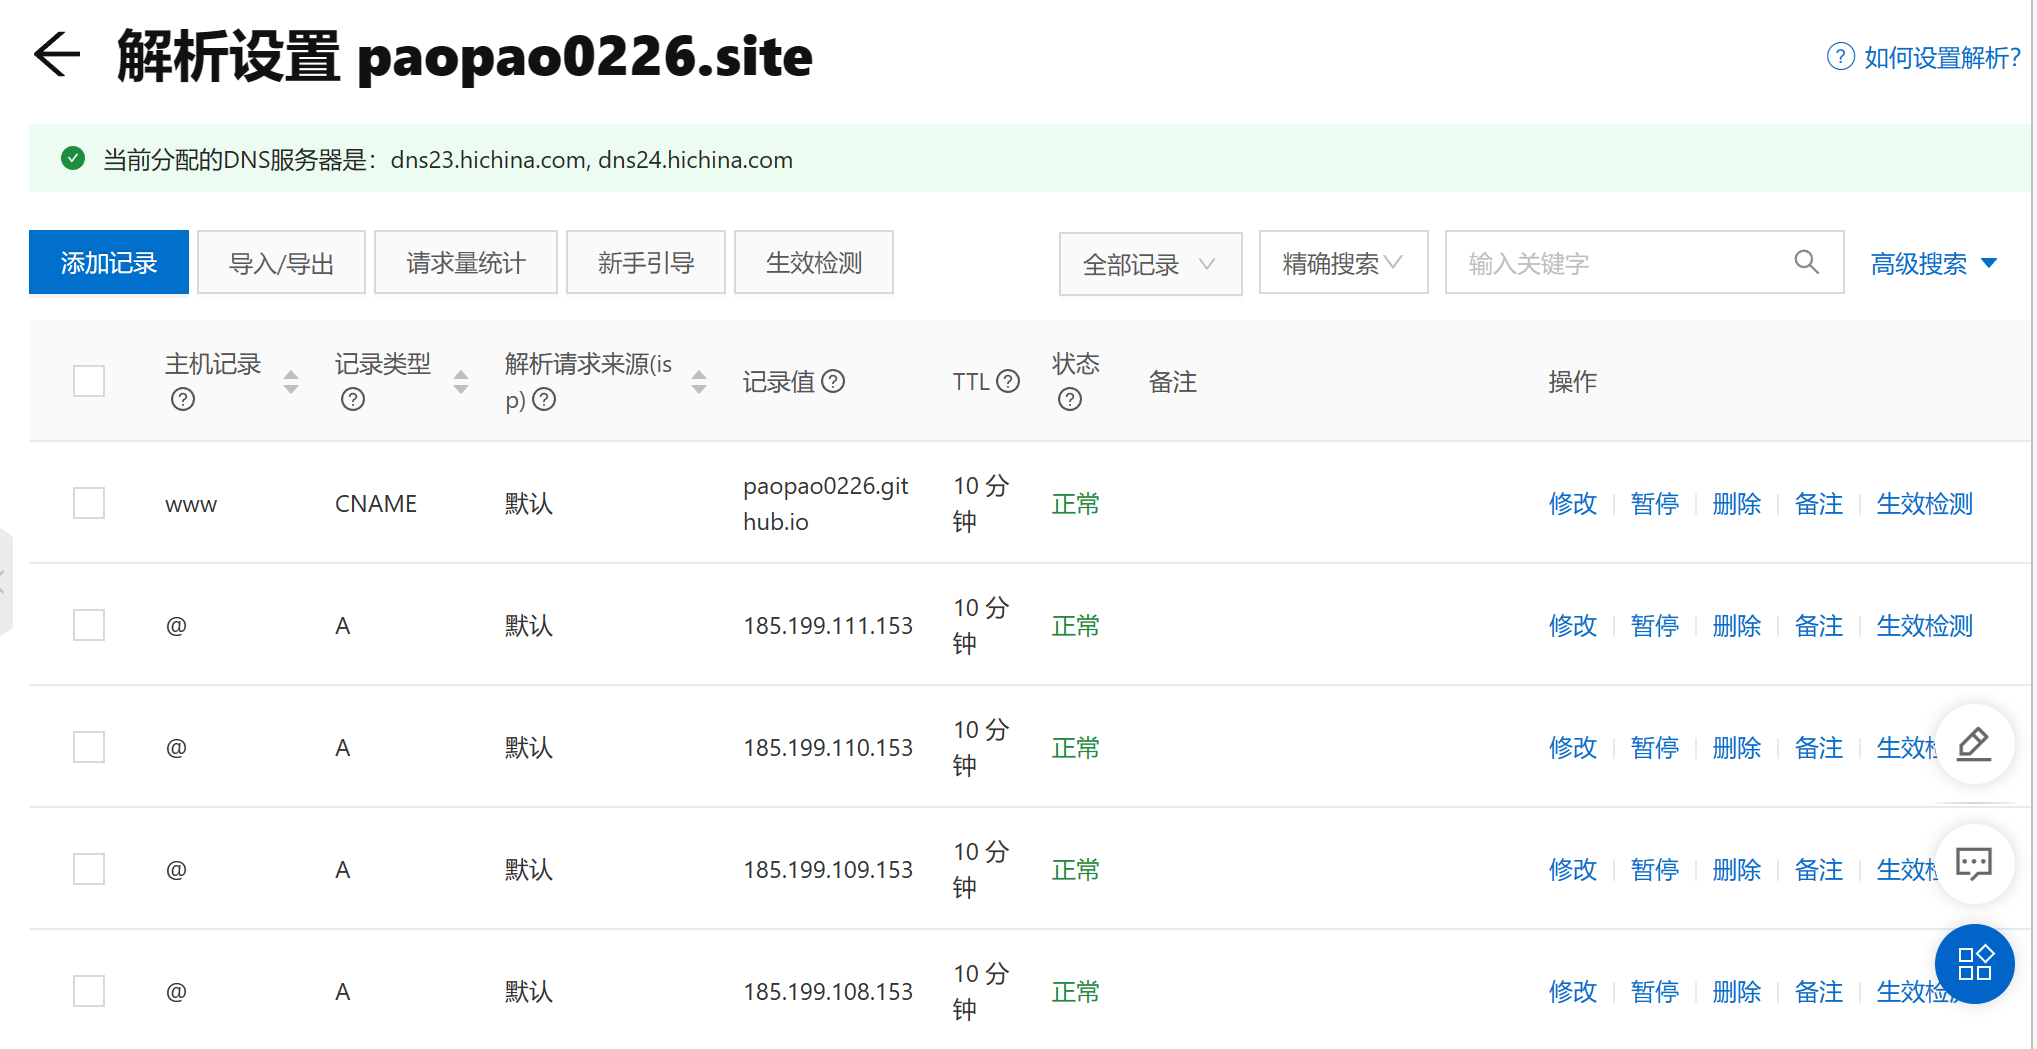 解析设置 paopao0226.site
如何设置解析?
当前分配的DNS服务器是：dns23.hichina.com, dns24.hichina.com
添加记录 导入/导出 请求量统计 新手引导 生效检测 全部记录 精确搜索 输入关键字 高级搜索
主机记录 记录类型 解析请求来源(isp) 记录值 TTL 状态 备注 操作
www CNAME 默认 paopao0226.github.io 10 分钟 正常 修改 暂停 删除 备注 生效检测
@ A 默认 185.199.111.153 10 分钟 正常 修改 暂停 删除 备注 生效检测
@ A 默认 185.199.110.153 10 分钟 正常 修改 暂停 删除 备注 生效检
@ A 默认 185.199.109.153 10 分钟 正常 修改 暂停 删除 备注 生效检
@ A 默认 185.199.108.153 10 分钟 正常 修改 暂停 删除 备注 生效检